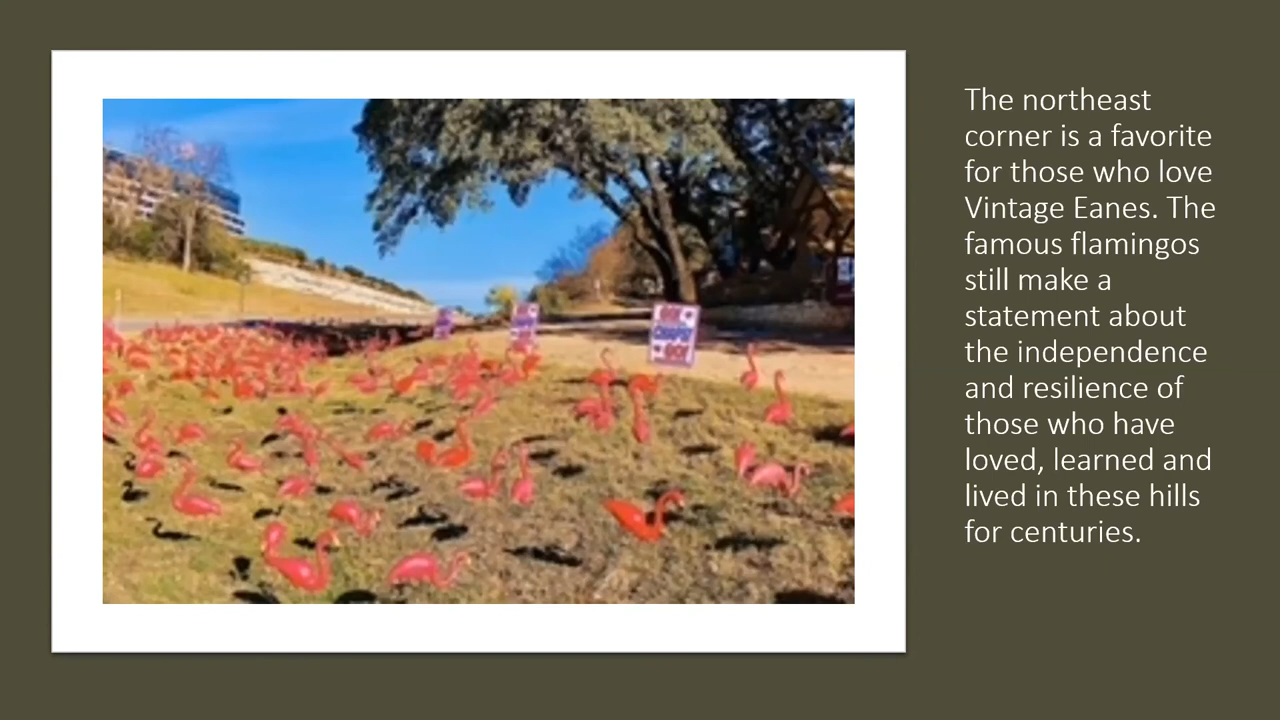 The northeast
corner is a favorite
for those who love
Vintage Eanes. The
famous flamingos
still make a
statement about
the independence
and resilience of
those who have
loved, learned and
lived in these hills
for centuries.